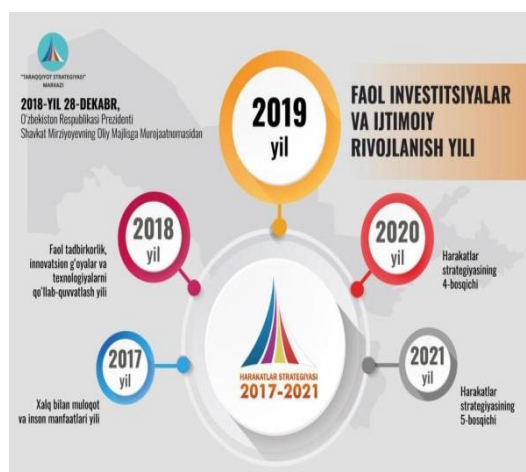 "TARAQQIYOT STRATEGIYASI"
MARKAZI
2018-YIL 28-DEKABR,
O'zbekiston Respublikasi Prezidenti
Shavkat Mirziyoyevning Oliy Majlisga Murojaatnomasidan
2019
yil
FAOL INVESTITSIYALAR
VA IJTIMOIY
RIVOJLANISH YILI
2018
yil
Faol tadbirkorlik,
innovatsion g'oyalar va
texnologiyalarni
qo'llab-quvvatlash yili
2020
yil
Harakatlar
strategiyasining
4-bosqichi
HARAKATLAR STRATEGIYASI
2017-2021
2017
yil
Xalq bilan muloqot
va inson manfaatlari yili
2021
yil
Harakatlar
strategiyasining
5-bosqichi